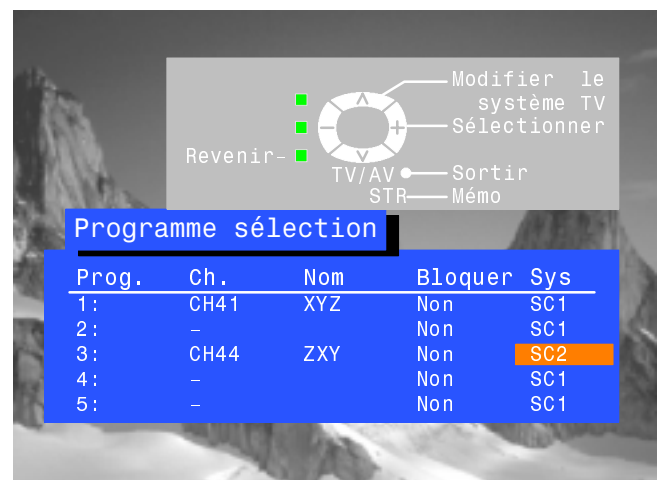 Modifier le
système TV
Sélectionner
Revenir-
TV/AV Sortir
STR Mémo
Programme sélection
Prog. Ch. Nom Bloquer Sys
1: CH41 XYZ Non SC1
2: – Non SC1
3: CH44 ZXY Non SC2
4: – Non SC1
5: – Non SC1